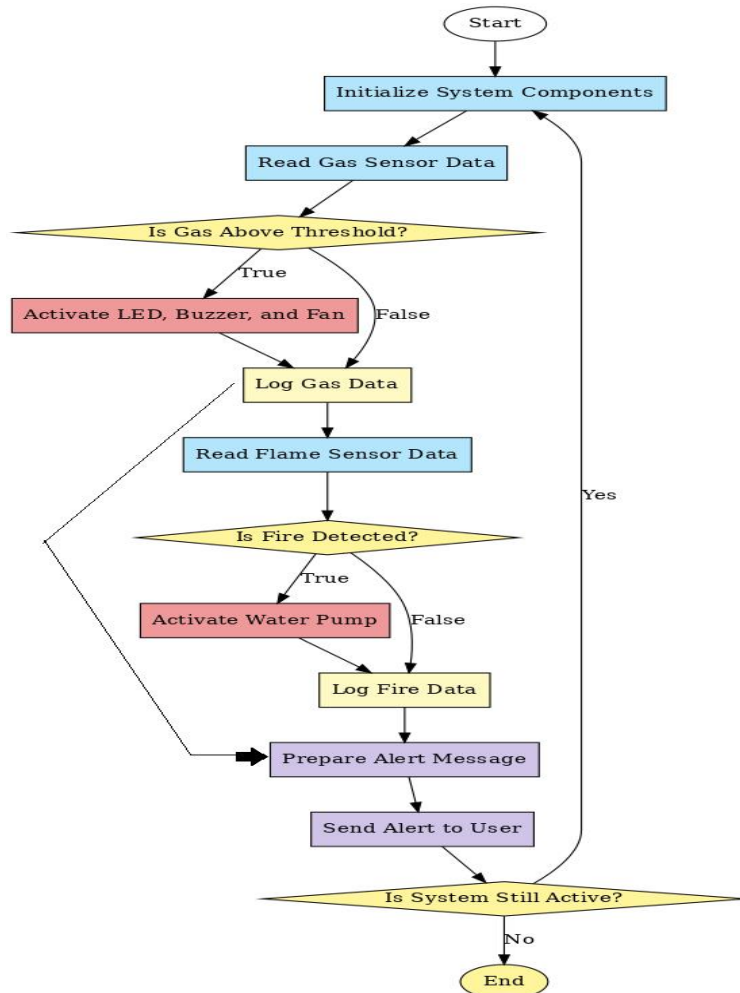 Start
Initialize System Components
Read Gas Sensor Data
Is Gas Above Threshold?
True
Activate LED, Buzzer, and Fan
False
Log Gas Data
Read Flame Sensor Data
Yes
Is Fire Detected?
True
Activate Water Pump
False
Log Fire Data
Prepare Alert Message
Send Alert to User
Is System Still Active?
No
End